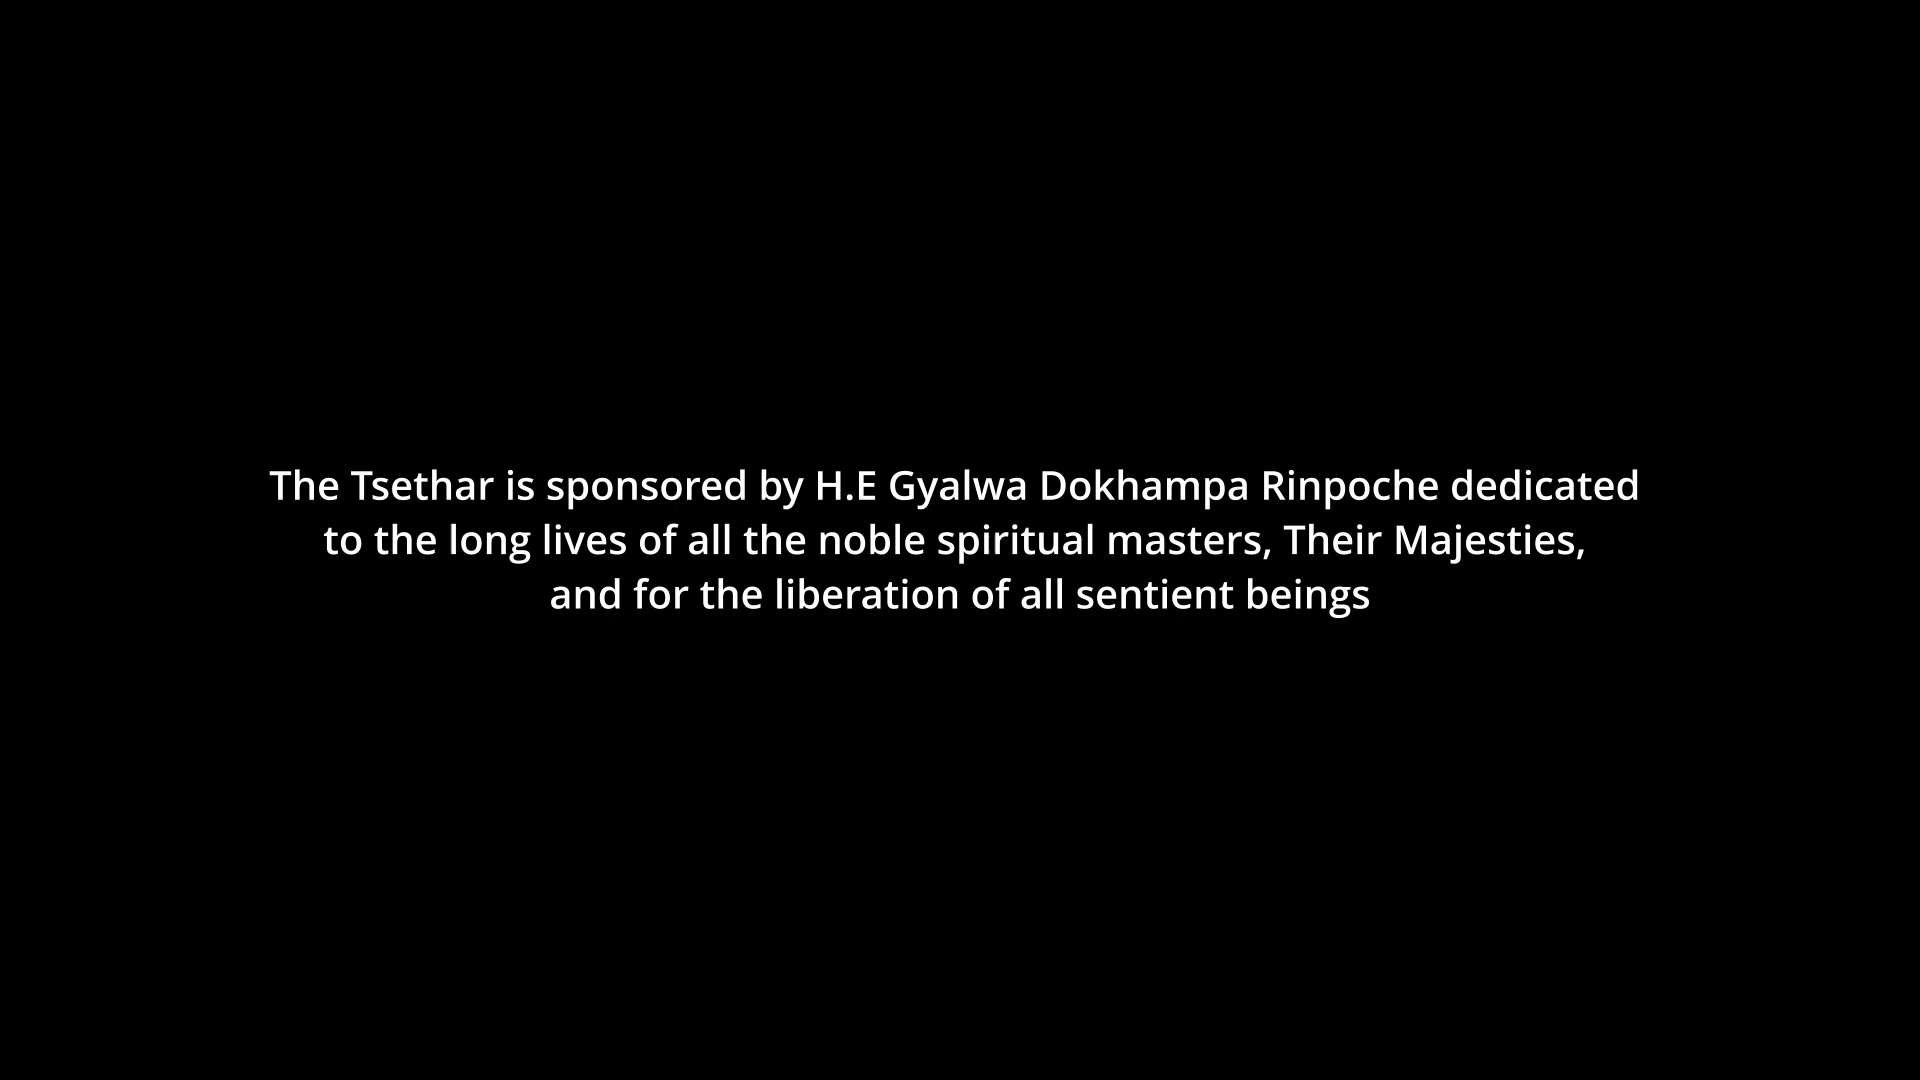 The Tsethar is sponsored by H.E Gyalwa Dokhampa Rinpoche dedicated
to the long lives of all the noble spiritual masters, Their Majesties,
and for the liberation of all sentient beings